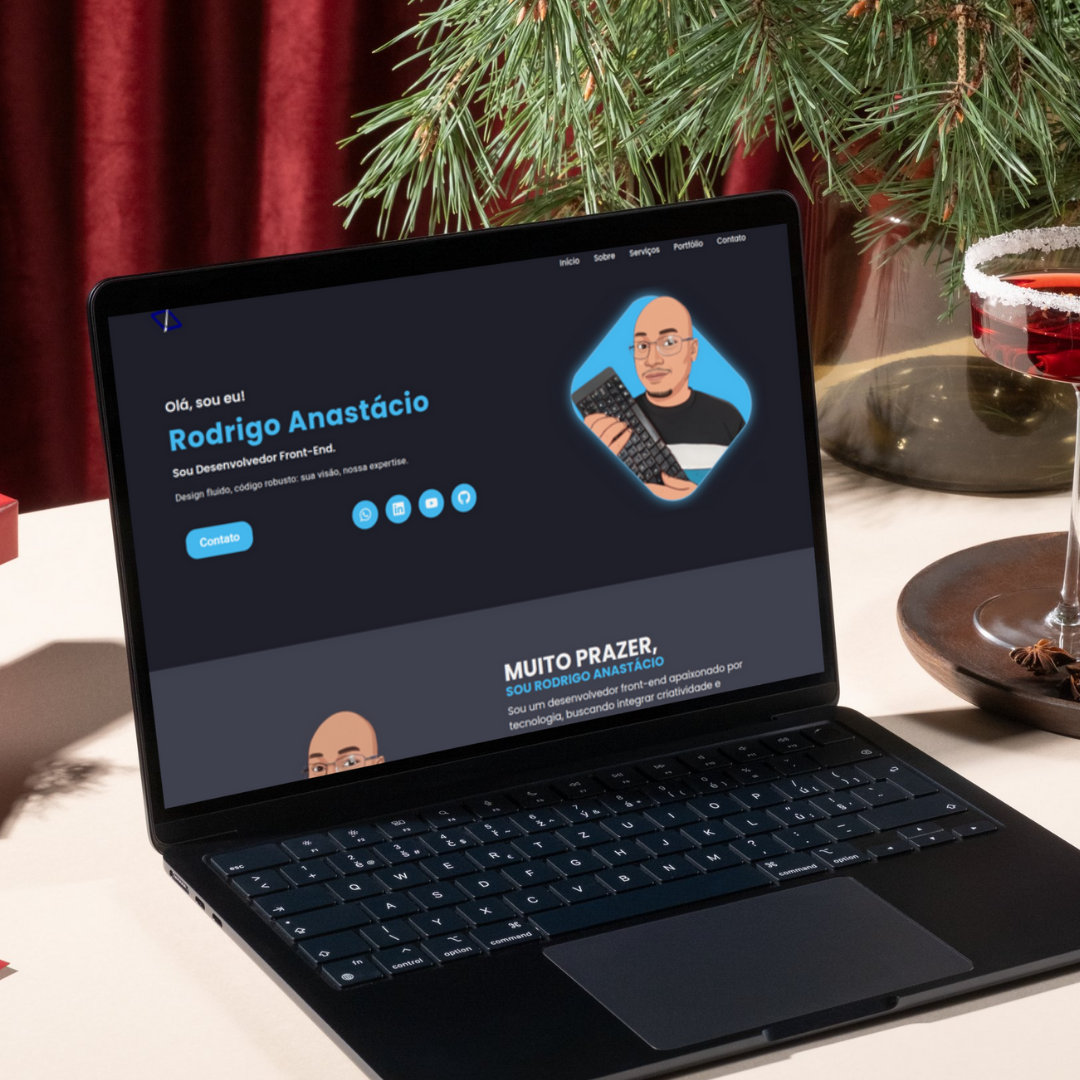 Início Sobre Serviços Portfólio Contato
Olá, sou eu!
Rodrigo Anastácio
Sou Desenvolvedor Front-End.
Design fluido, código robusto: sua visão, nossa expertise.
Contato
MUITO PRAZER,
SOU RODRIGO ANASTÁCIO
Sou um desenvolvedor front-end apaixonado por
tecnologia, buscando integrar criatividade e
esc
Q W E R T Z U I O P
A S D F G H J K L
Y X C V B N M
command option
fn control option command